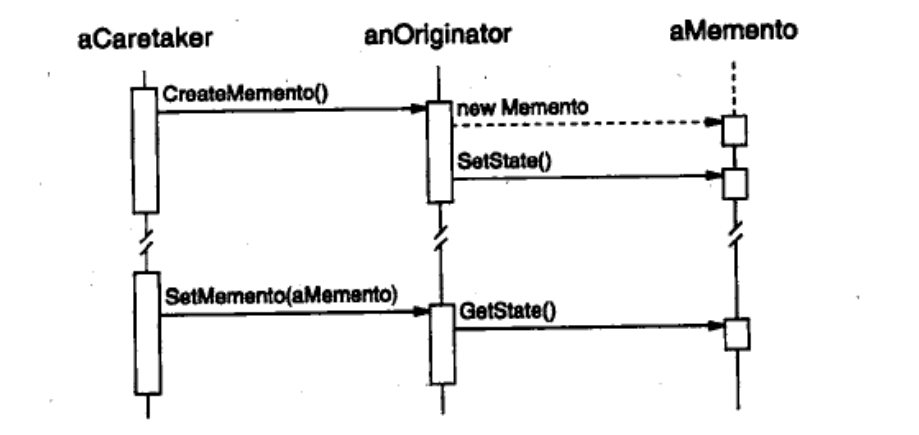 aCaretaker
anOriginator
aMemento
CreateMemento()
new Memento
SetState()
SetMemento(aMemento)
GetState()